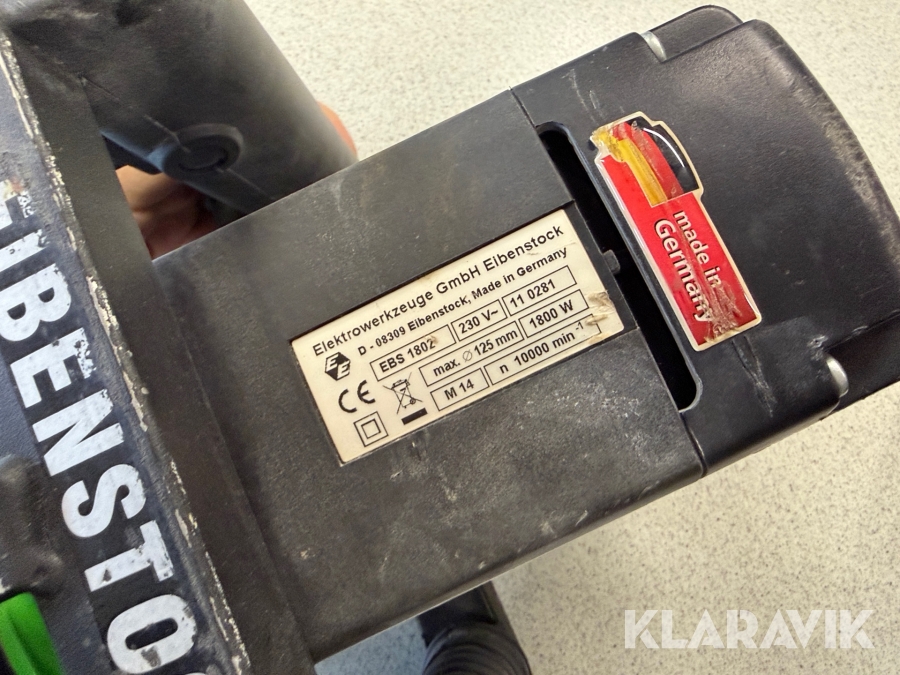 Elektrowerkzeuge GmbH Eibenstock
D - 08309 Eibenstock, Made in Germany
EBS 1802 230 V~ 11 0281
max. Ø 125 mm 1800 W
M 14 n 10000 min⁻¹
CE
made in
Germany
KLARAVIK